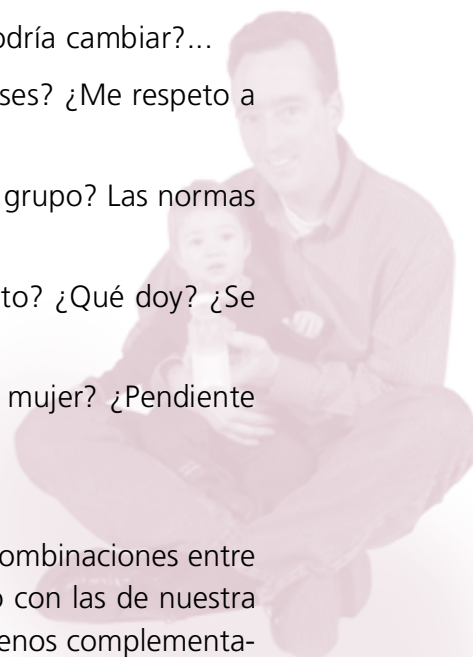 odría cambiar?...
ses? ¿Me respeto a
grupo? Las normas
to? ¿Qué doy? ¿Se
mujer? ¿Pendiente
ombinaciones entre
con las de nuestra
enos complementa-